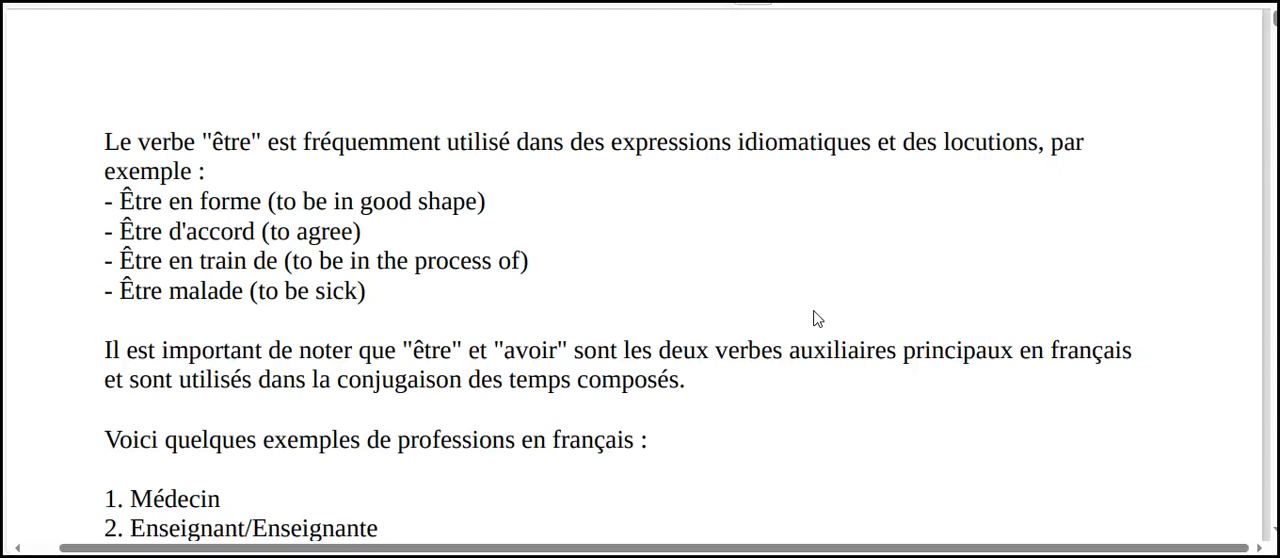 Le verbe "être" est fréquemment utilisé dans des expressions idiomatiques et des locutions, par
exemple :
- Être en forme (to be in good shape)
- Être d'accord (to agree)
- Être en train de (to be in the process of)
- Être malade (to be sick)
Il est important de noter que "être" et "avoir" sont les deux verbes auxiliaires principaux en français
et sont utilisés dans la conjugaison des temps composés.
Voici quelques exemples de professions en français :
1. Médecin
2. Enseignant/Enseignante